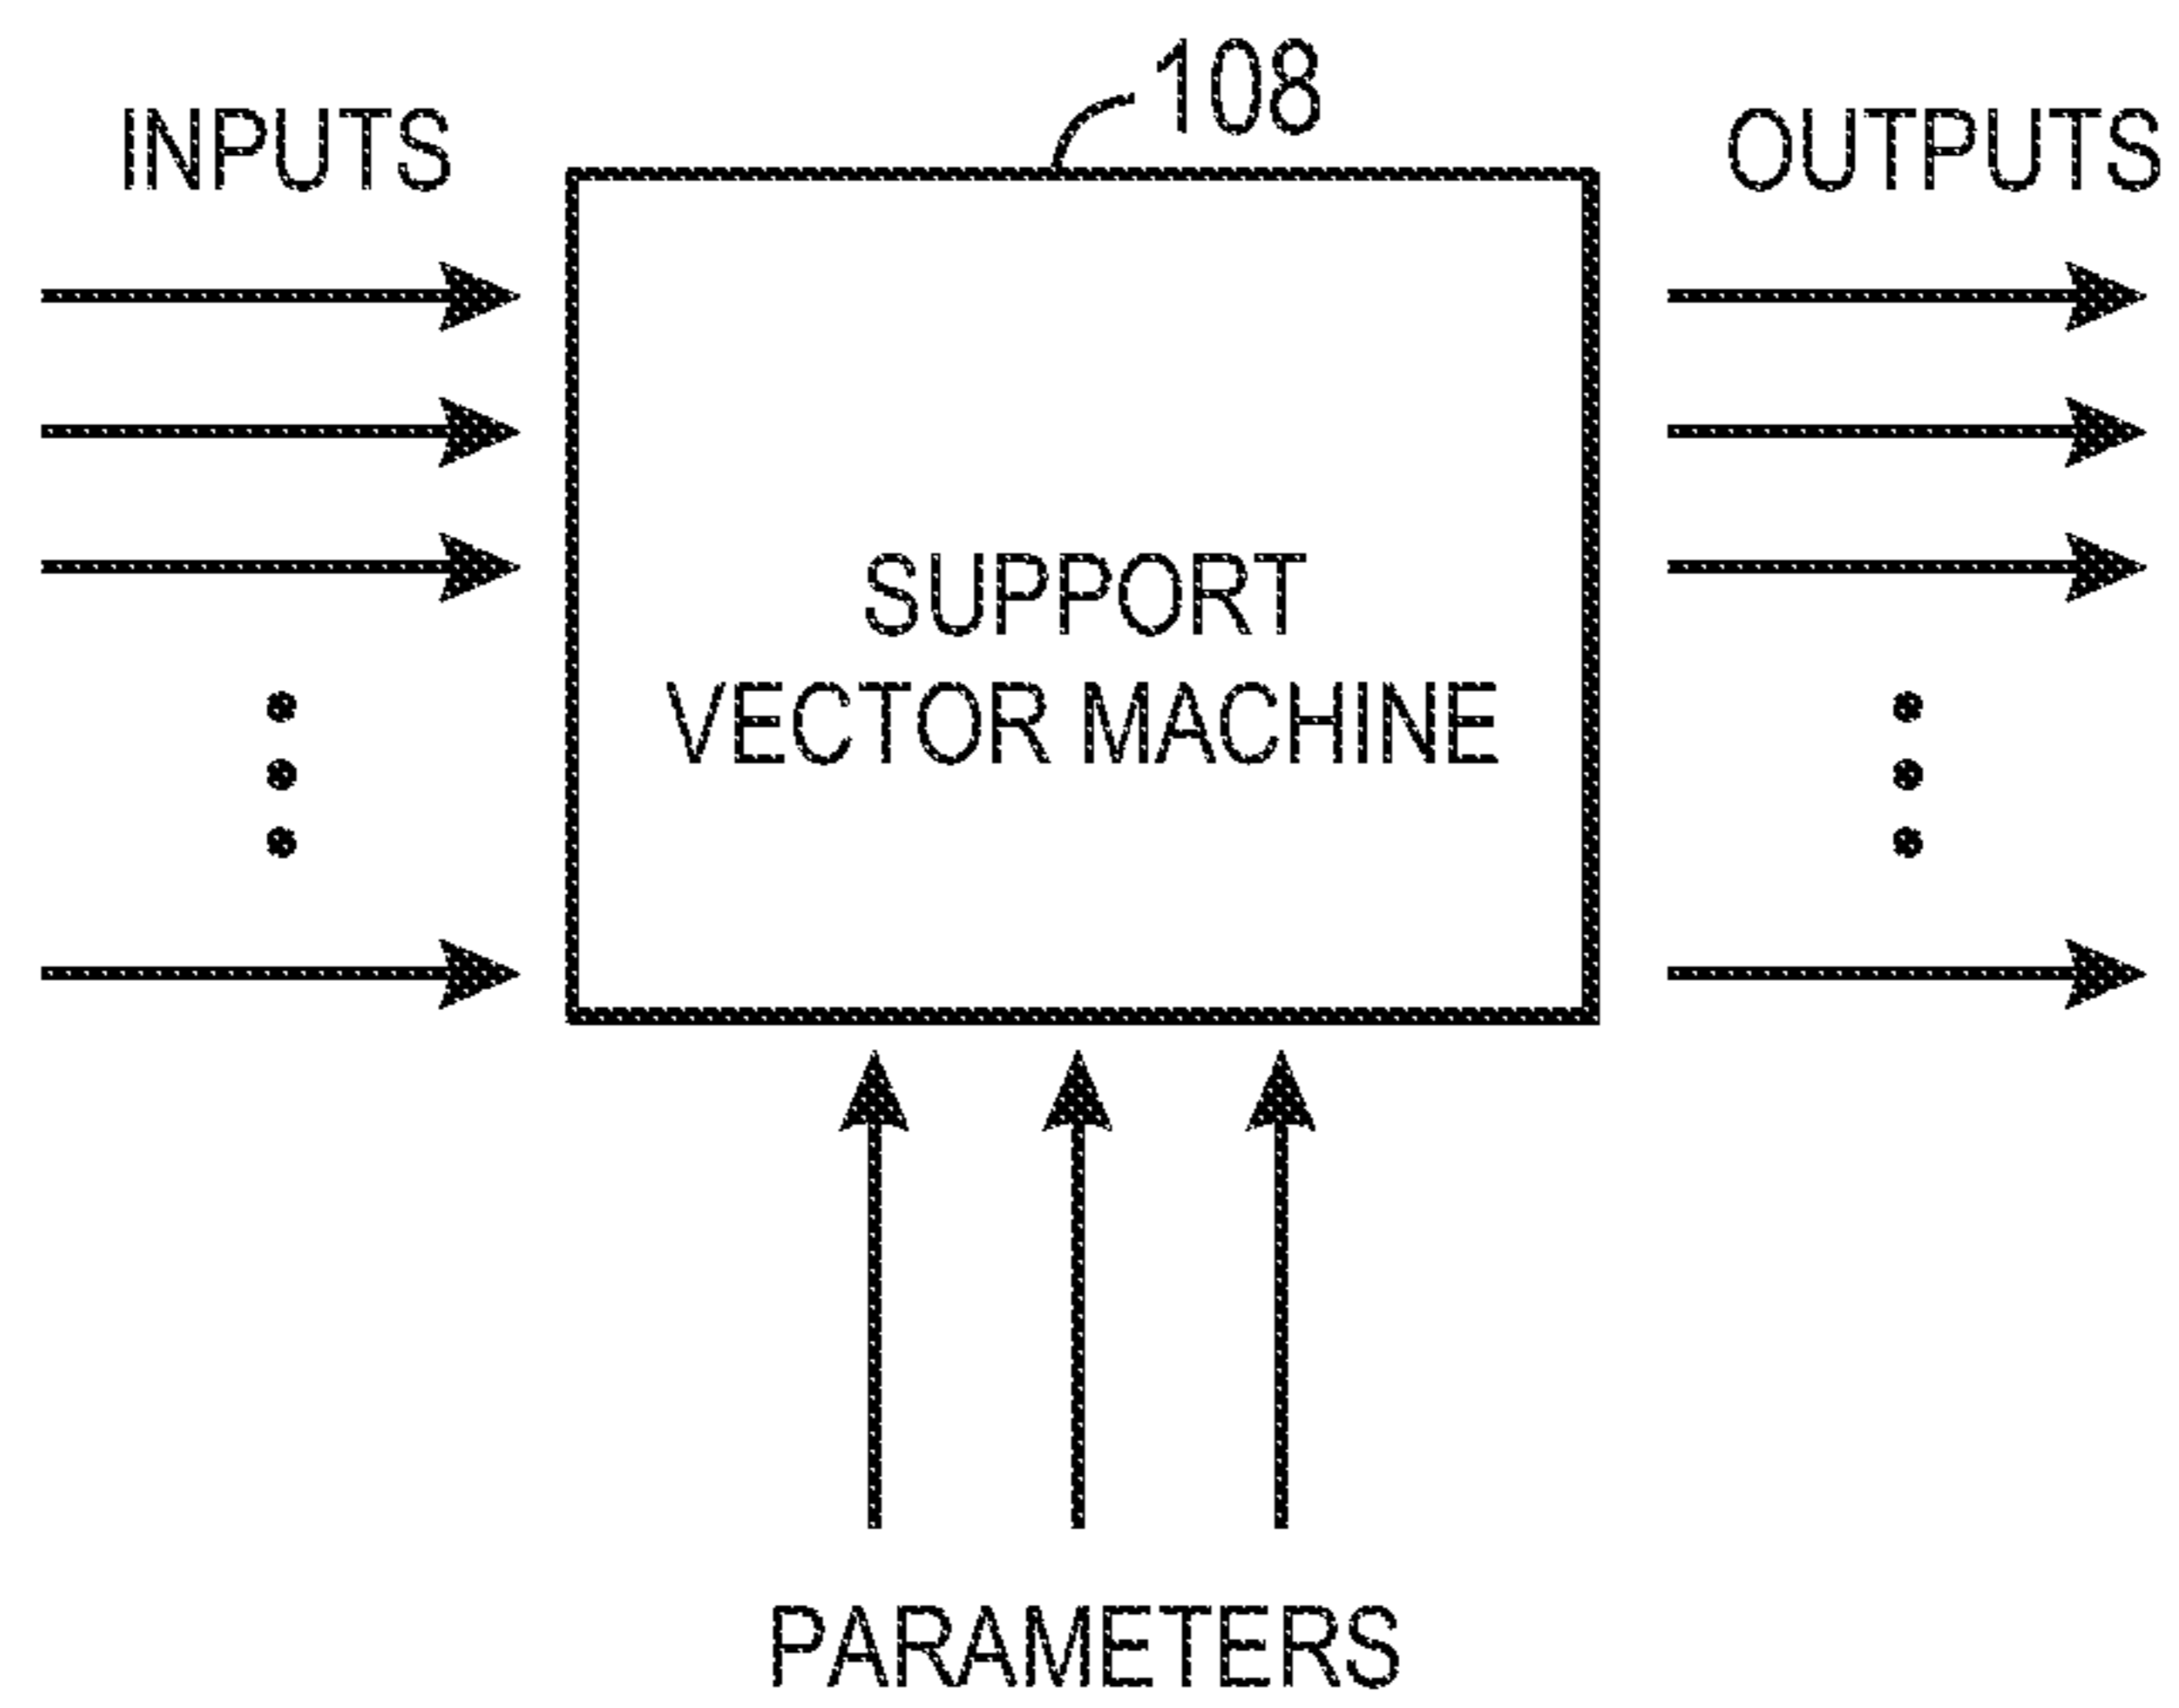 108
INPUTS
OUTPUTS
SUPPORT
VECTOR MACHINE
PARAMETERS